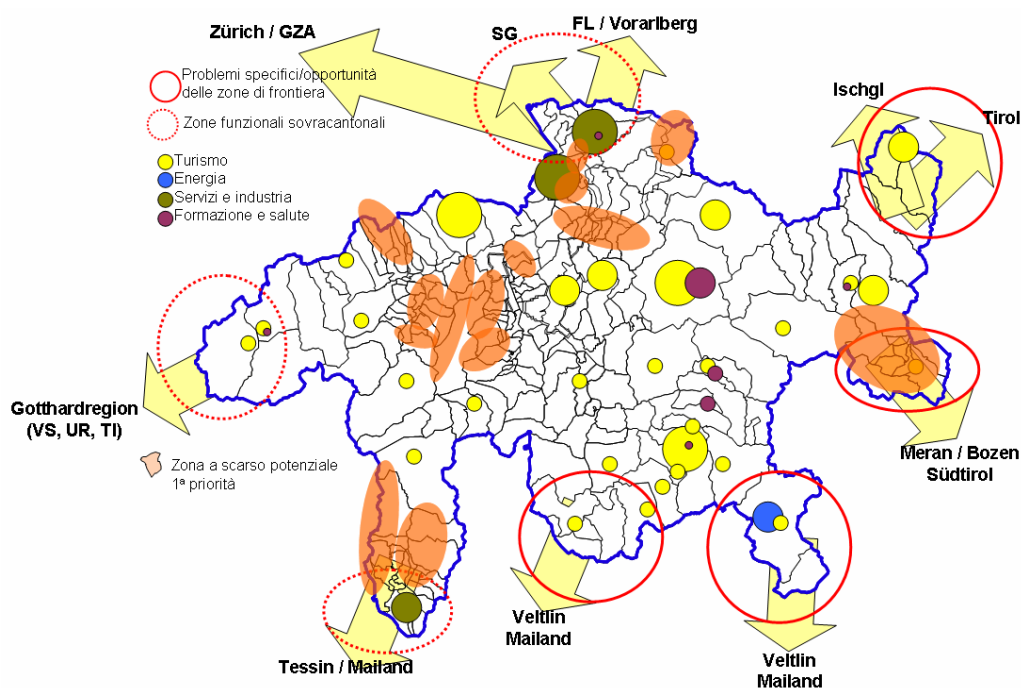 FL / Vorarlberg
Zürich / GZA
SG
Problemi specifici/opportunità
delle zone di frontiera
Zone funzionali sovracantonali
Ischgl
Tirol
Turismo
Energia
Servizi e industria
Formazione e salute
Gotthardregion
(VS, UR, TI)
Meran / Bozen
Südtirol
Zona a scarso potenziale
1ª priorità
Veltlin
Mailand
Tessin / Mailand
Veltlin
Mailand